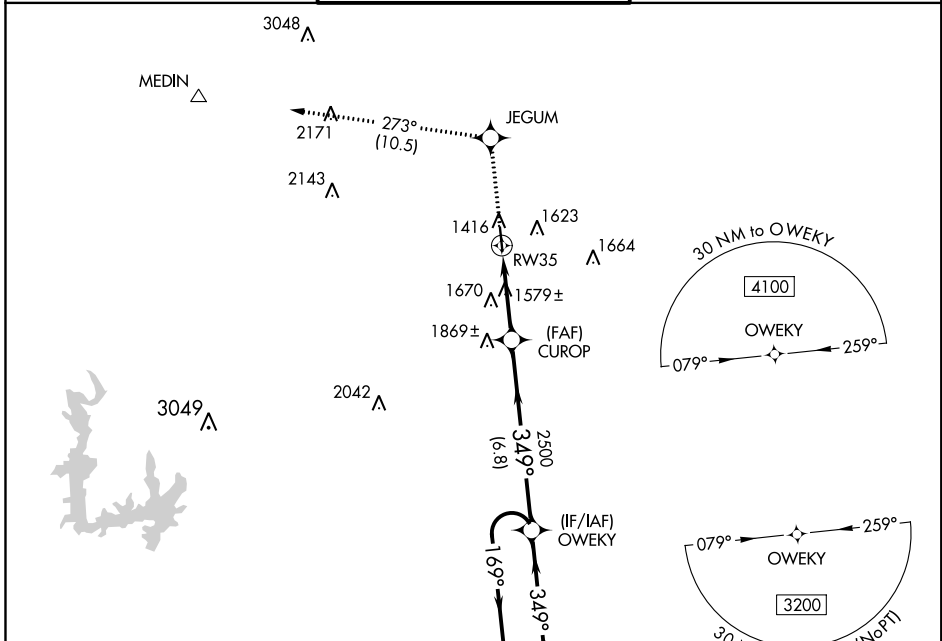 3048
MEDIN
JEGUM
273°
(10.5)
2171
2143
1416
1623
1664
RW35
1670
1579±
1869±
(FAF)
CUROP
30 NM to OWEKY
4100
OWEKY
079°
259°
3049
2042
2500
349°
(6.8)
(IF/IAF)
OWEKY
169°
349°
079°
259°
OWEKY
3200
30
(NoPT)